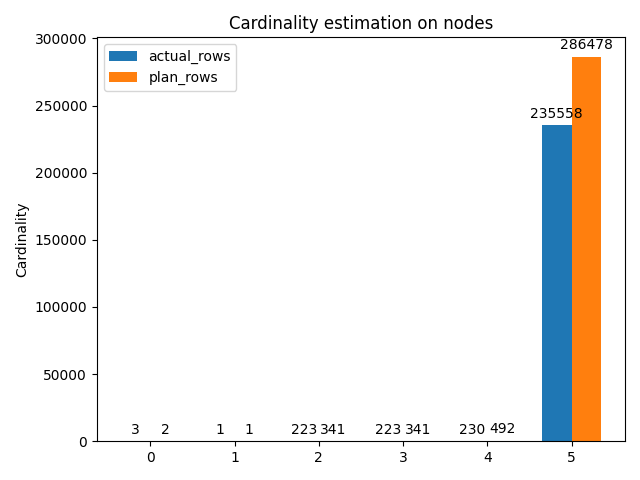 Cardinality estimation on nodes
300000
250000
200000
150000
100000
50000
0
Cardinality
actual_rows
plan_rows
3 2 1 1 223 341 223 341 230 492 235558 286478
0 1 2 3 4 5